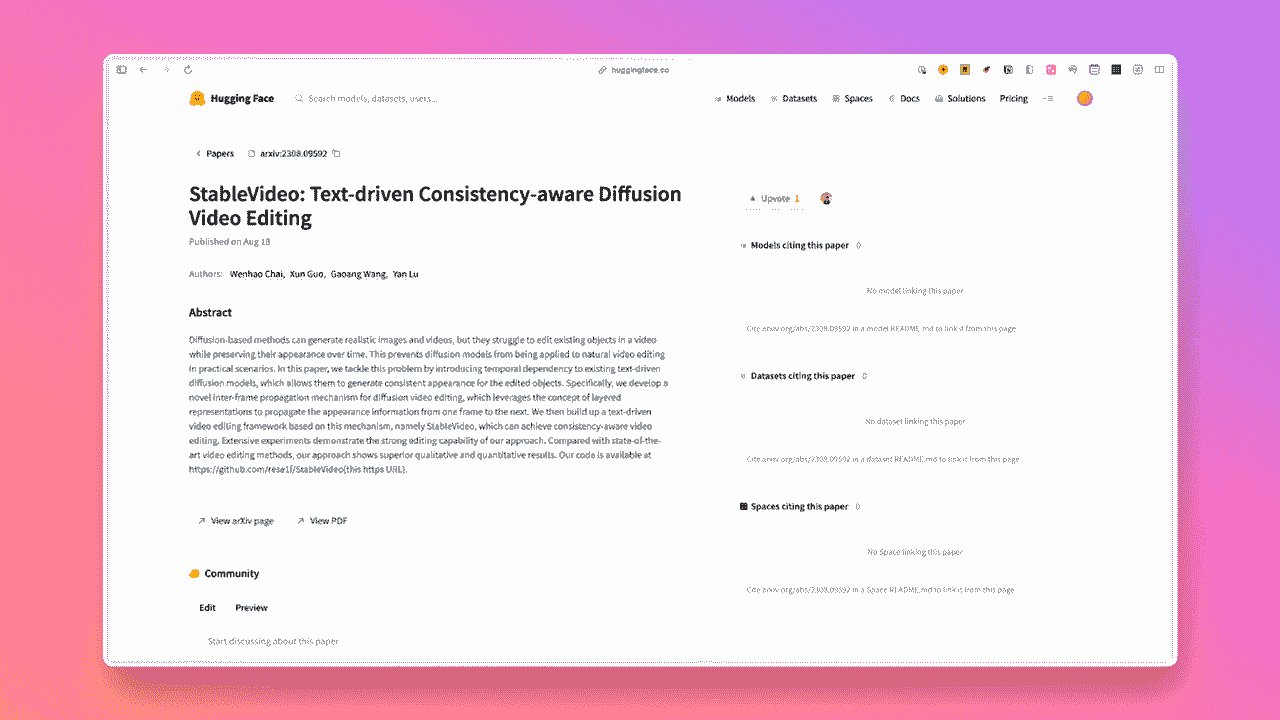 huggingface.co
Hugging Face
Search models, datasets, users...
Models
Datasets
Spaces
Docs
Solutions
Pricing
Papers
arxiv:2308.09592
StableVideo: Text-driven Consistency-aware Diffusion
Video Editing
Published on Aug 18
Authors: Wenhao Chai, Xun Guo, Gaoang Wang, Yan Lu
Abstract
Diffusion-based methods can generate realistic images and videos, but they struggle to edit existing objects in a video
while preserving their appearance over time. This prevents diffusion models from being applied to natural video editing
in practical scenarios. In this paper, we tackle this problem by introducing temporal dependency to existing text-driven
diffusion models, which allows them to generate consistent appearance for the edited objects. Specifically, we develop a
novel inter-frame propagation mechanism for diffusion video editing, which leverages the concept of layered
representations to propagate the appearance information from one frame to the next. We then build up a text-driven
video editing framework based on this mechanism, namely StableVideo, which can achieve consistency-aware video
editing. Extensive experiments demonstrate the strong editing capability of our approach. Compared with state-of-the-
art video editing methods, our approach shows superior qualitative and quantitative results. Our code is available at
https://github.com/rese1f/StableVideo{this https URL}.
View arXiv page
View PDF
Community
Edit
Preview
Start discussing about this paper
Upvote 1
Models citing this paper 0
No model linking this paper
Cite arxiv.org/abs/2308.09592 in a model README.md to link it from this page
Datasets citing this paper 0
No dataset linking this paper
Cite arxiv.org/abs/2308.09592 in a dataset README.md to link it from this page
Spaces citing this paper 0
No Space linking this paper
Cite arxiv.org/abs/2308.09592 in a Space README.md to link it from this page